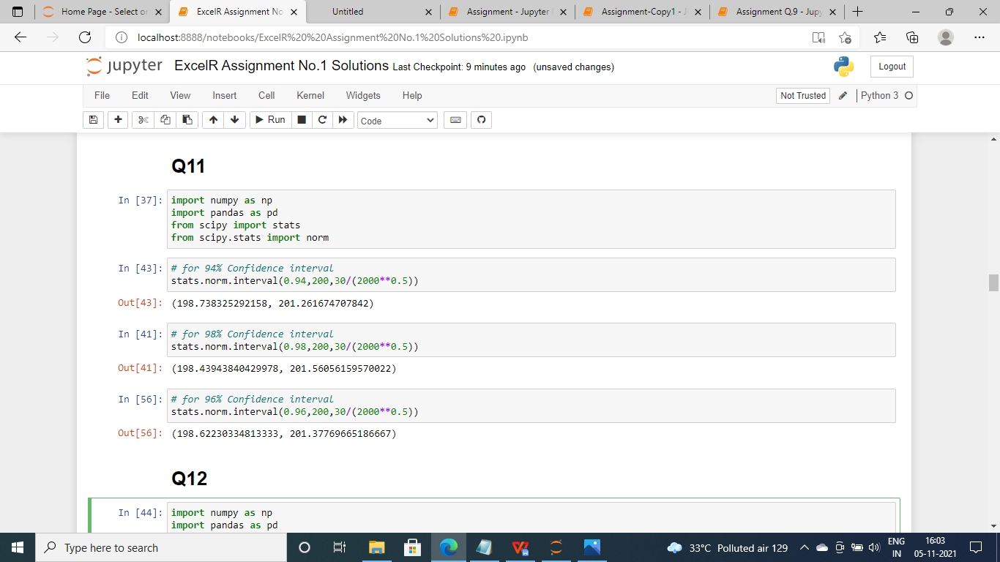 Home Page - Select or
ExcelR Assignment No
Untitled
Assignment - Jupyter
Assignment-Copy1 - J
Assignment Q.9 - Jupy
localhost:8888/notebooks/ExcelR%20%20Assignment%20No.1%20Solutions%20.ipynb
jupyter ExcelR Assignment No.1 Solutions Last Checkpoint: 9 minutes ago (unsaved changes)
Logout
File Edit View Insert Cell Kernel Widgets Help
Not Trusted
Python 3
Run
Code
Q11
In [37]: import numpy as np
import pandas as pd
from scipy import stats
from scipy.stats import norm
In [43]: # for 94% Confidence interval
stats.norm.interval(0.94,200,30/(2000**0.5))
Out[43]: (198.738325292158, 201.261674707842)
In [41]: # for 98% Confidence interval
stats.norm.interval(0.98,200,30/(2000**0.5))
Out[41]: (198.43943840429978, 201.56056159570022)
In [56]: # for 96% Confidence interval
stats.norm.interval(0.96,200,30/(2000**0.5))
Out[56]: (198.62230334813333, 201.37769665186667)
Q12
In [44]: import numpy as np
import pandas as pd
Type here to search
33°C Polluted air 129
ENG
IN
16:03
05-11-2021